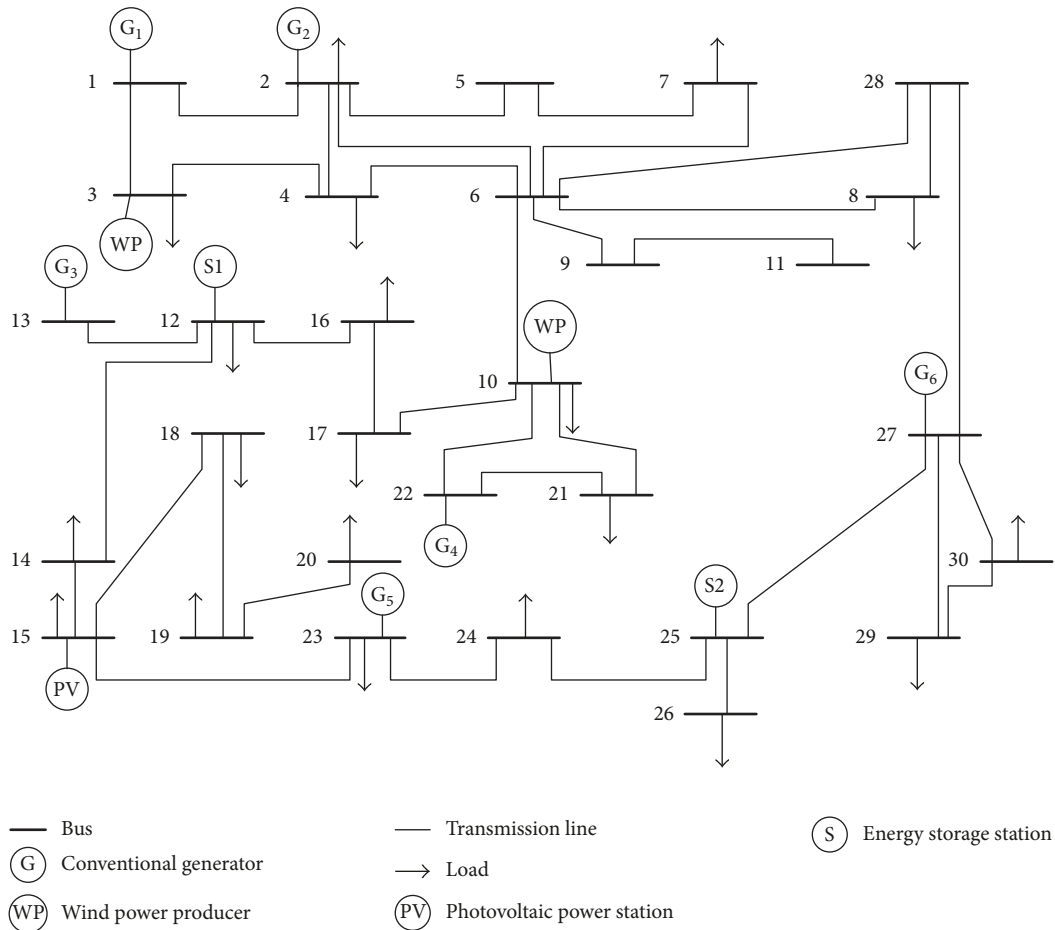 G1 G2
1 2 5 7 28
3 4 6 8
WP
G3 S1 9 11
13 12 16 WP
10 G6
18 17 27
22 21
14 20 G4 30
G5 S2
15 19 23 24 25 29
PV
26
Bus Transmission line S Energy storage station
G Conventional generator Load
WP Wind power producer PV Photovoltaic power station